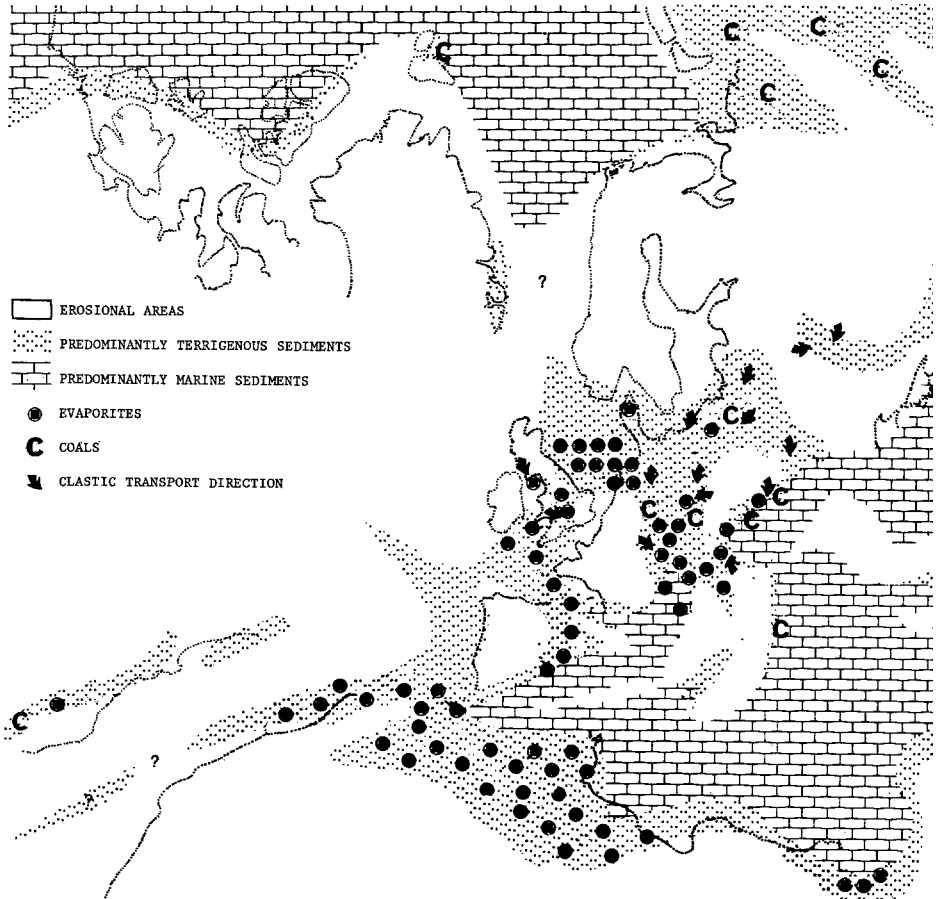 C
C
C
C
C
?
EROSIONAL AREAS
PREDOMINANTLY TERRIGENOUS SEDIMENTS
PREDOMINANTLY MARINE SEDIMENTS
EVAPORITES
C COALS
CLASTIC TRANSPORT DIRECTION
C
C
C
C
C
C
C
?
?